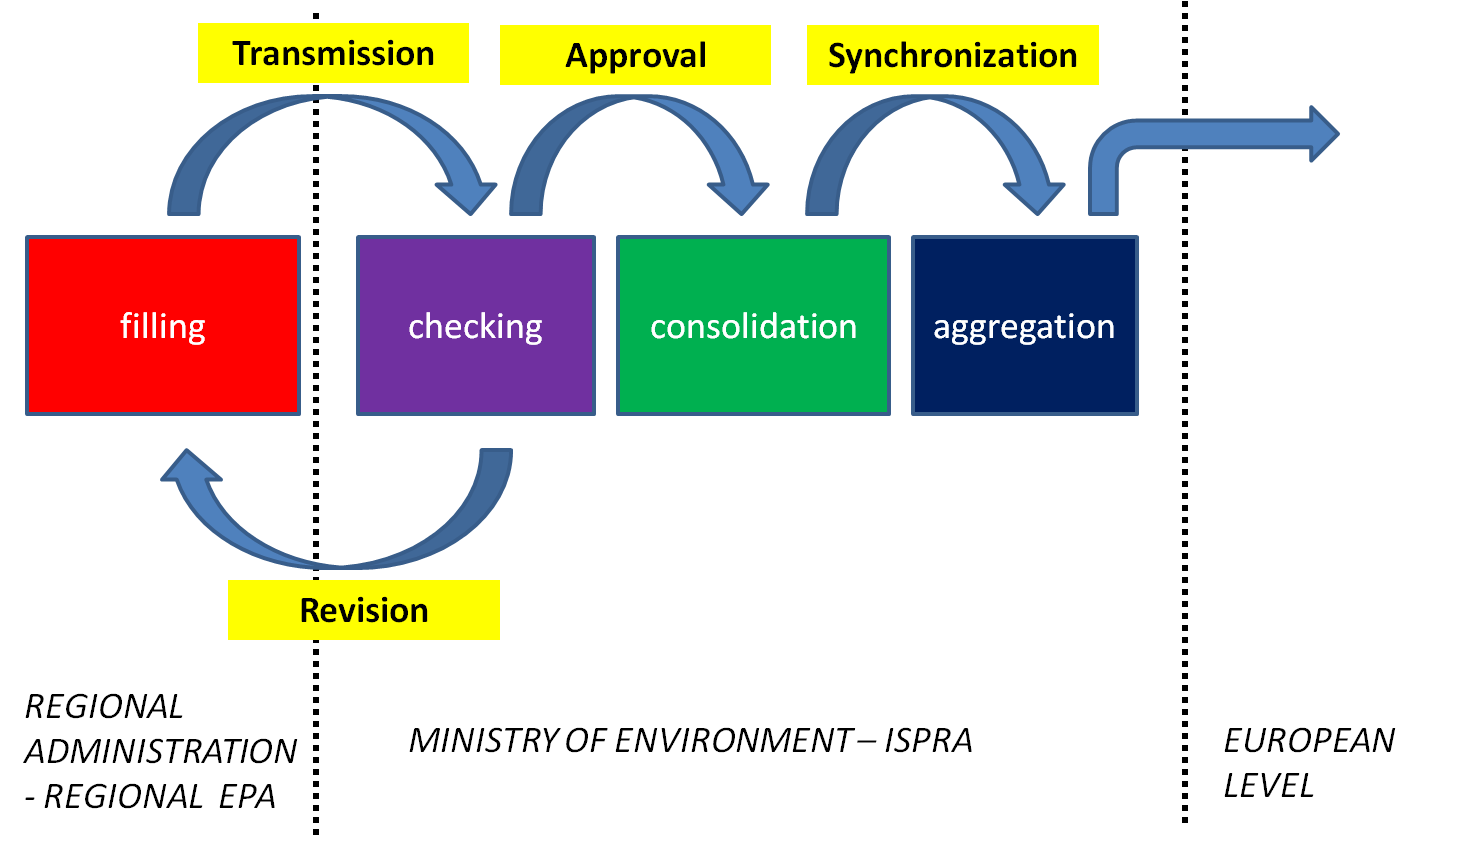 Transmission
Approval
Synchronization
filling
checking
consolidation
aggregation
Revision
REGIONAL
ADMINISTRATION
- REGIONAL EPA
MINISTRY OF ENVIRONMENT – ISPRA
EUROPEAN
LEVEL